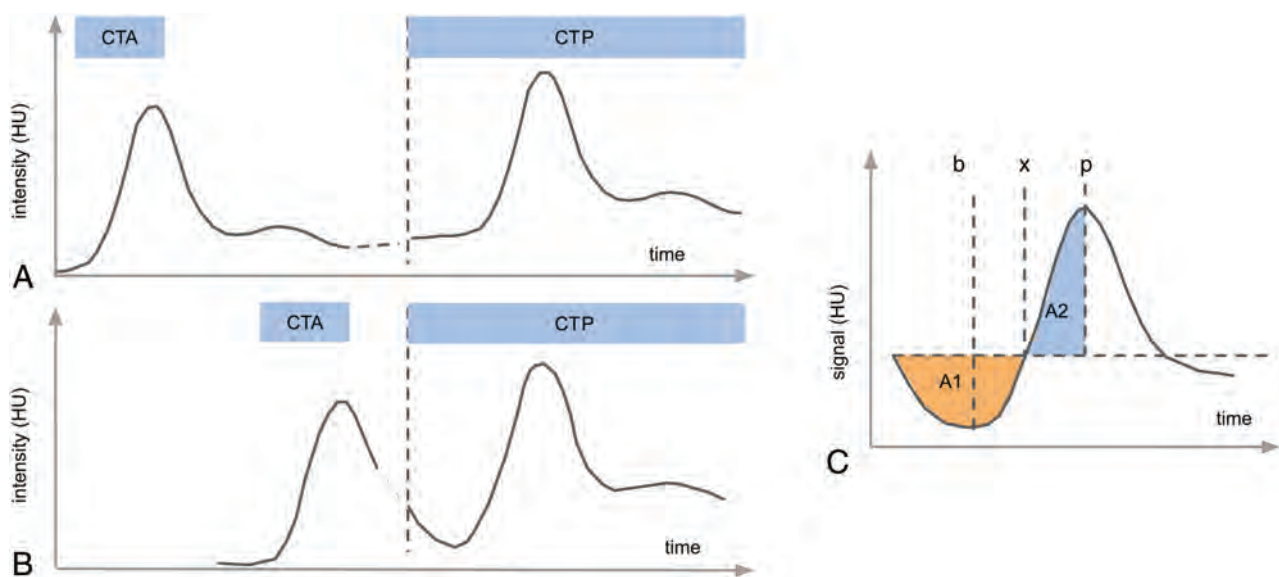 CTA
CTP
intensity (HU)
time
A
CTA
CTP
intensity (HU)
time
B
b
x
p
A2
A1
signal (HU)
time
C